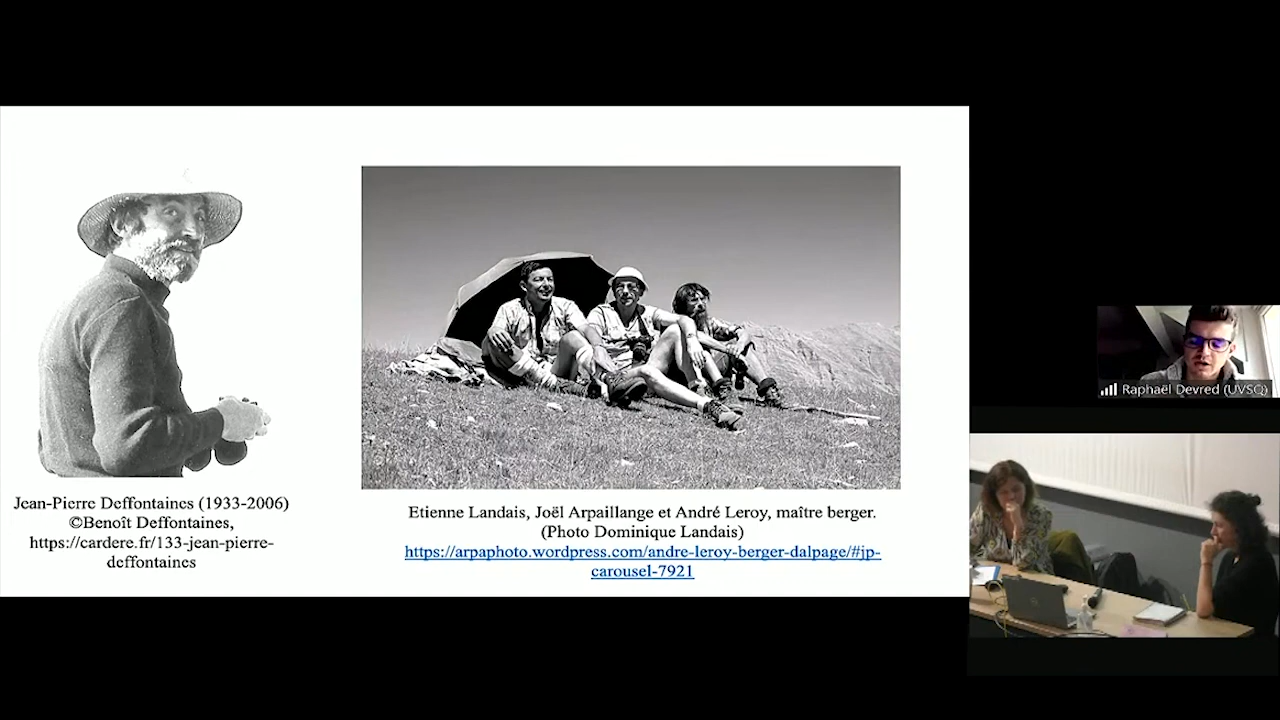 Jean-Pierre Deffontaines (1933-2006)
©Benoît Deffontaines,
https://cardere.fr/133-jean-pierre-
deffontaines
Etienne Landais, Joël Arpaillange et André Leroy, maître berger.
(Photo Dominique Landais)
https://arpaphoto.wordpress.com/andre-leroy-berger-dalpage/#jp-
carousel-7921
Raphaël Devred (UVSQ)